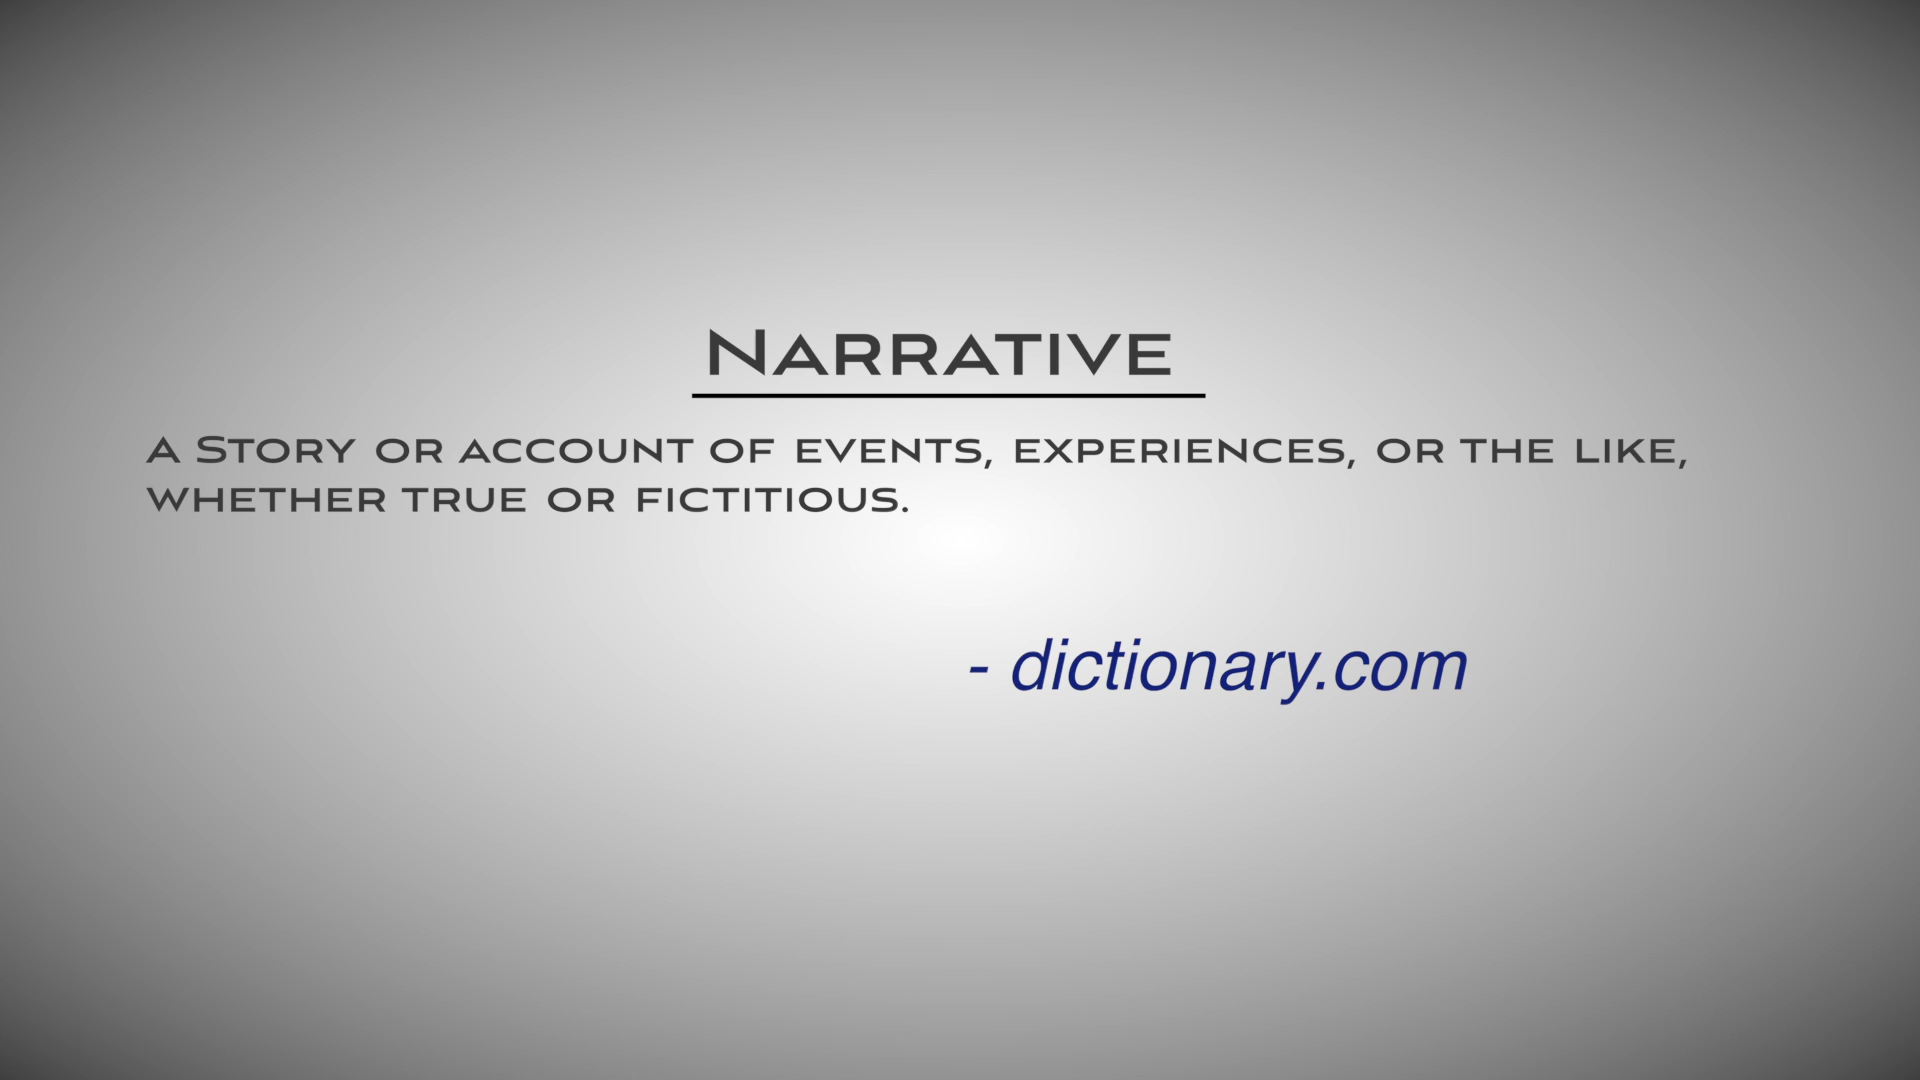 Narrative
A Story or account of events, experiences, or the like,
whether true or fictitious.
- dictionary.com